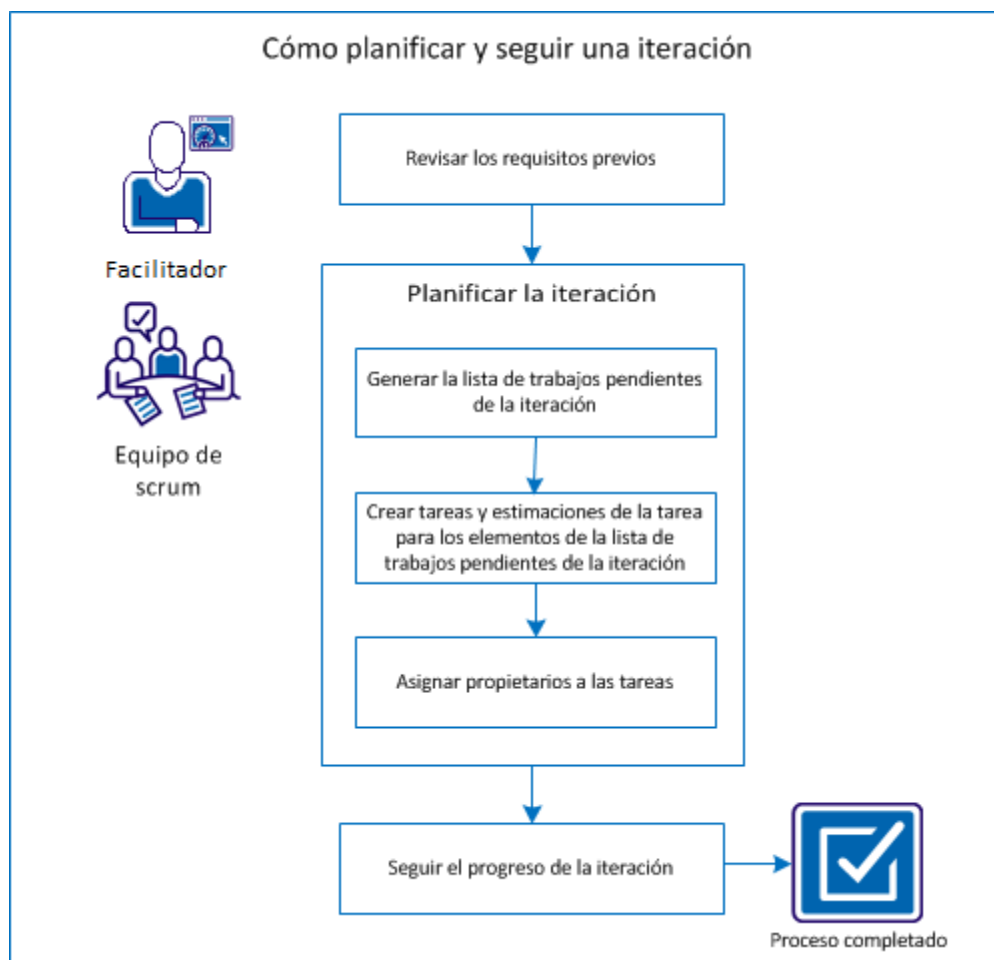 Cómo planificar y seguir una iteración
Facilitador
Equipo de
scrum
Revisar los requisitos previos
Planificar la iteración
Generar la lista de trabajos pendientes
de la iteración
Crear tareas y estimaciones de la tarea
para los elementos de la lista de
trabajos pendientes de la iteración
Asignar propietarios a las tareas
Seguir el progreso de la iteración
Proceso completado